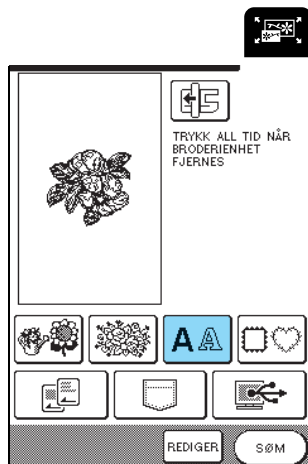 TRYKK ALL TID NÅR
BRODERIENHET
FJERNES
A A
REDIGER
SØM